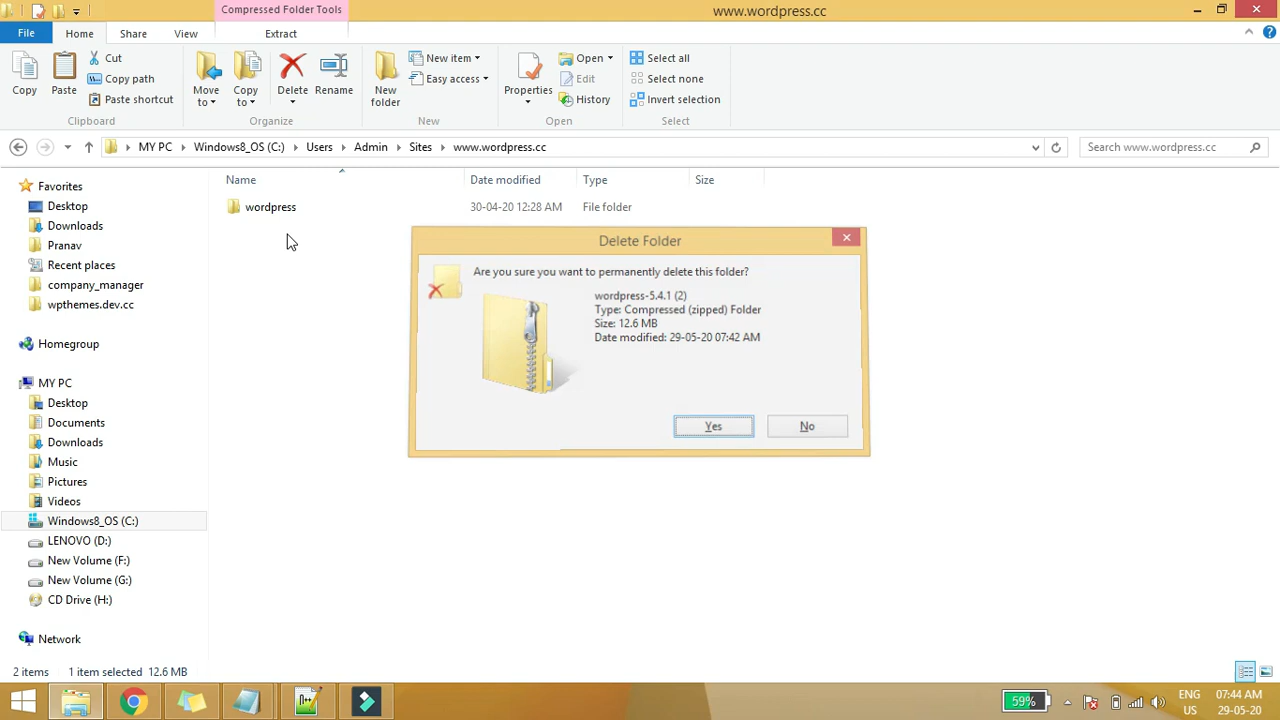 Compressed Folder Tools
www.wordpress.cc
File
Home
Share
View
Extract
Copy
Paste
Cut
Copy path
Paste shortcut
Clipboard
Move to
Copy to
Delete
Rename
Organize
New folder
New item
Easy access
New
Properties
Open
Edit
History
Open
Select all
Select none
Invert selection
Select
MY PC
Windows8_OS (C:)
Users
Admin
Sites
www.wordpress.cc
Search www.wordpress.cc
Name
Date modified
Type
Size
wordpress
30-04-20 12:28 AM
File folder
Favorites
Desktop
Downloads
Pranav
Recent places
company_manager
wpthemes.dev.cc
Homegroup
MY PC
Desktop
Documents
Downloads
Music
Pictures
Videos
Windows8_OS (C:)
LENOVO (D:)
New Volume (F:)
New Volume (G:)
CD Drive (H:)
Network
Delete Folder
Are you sure you want to permanently delete this folder?
wordpress-5.4.1 (2)
Type: Compressed (zipped) Folder
Size: 12.6 MB
Date modified: 29-05-20 07:42 AM
Yes
No
2 items
1 item selected 12.6 MB
59%
ENG
US
07:44 AM
29-05-20